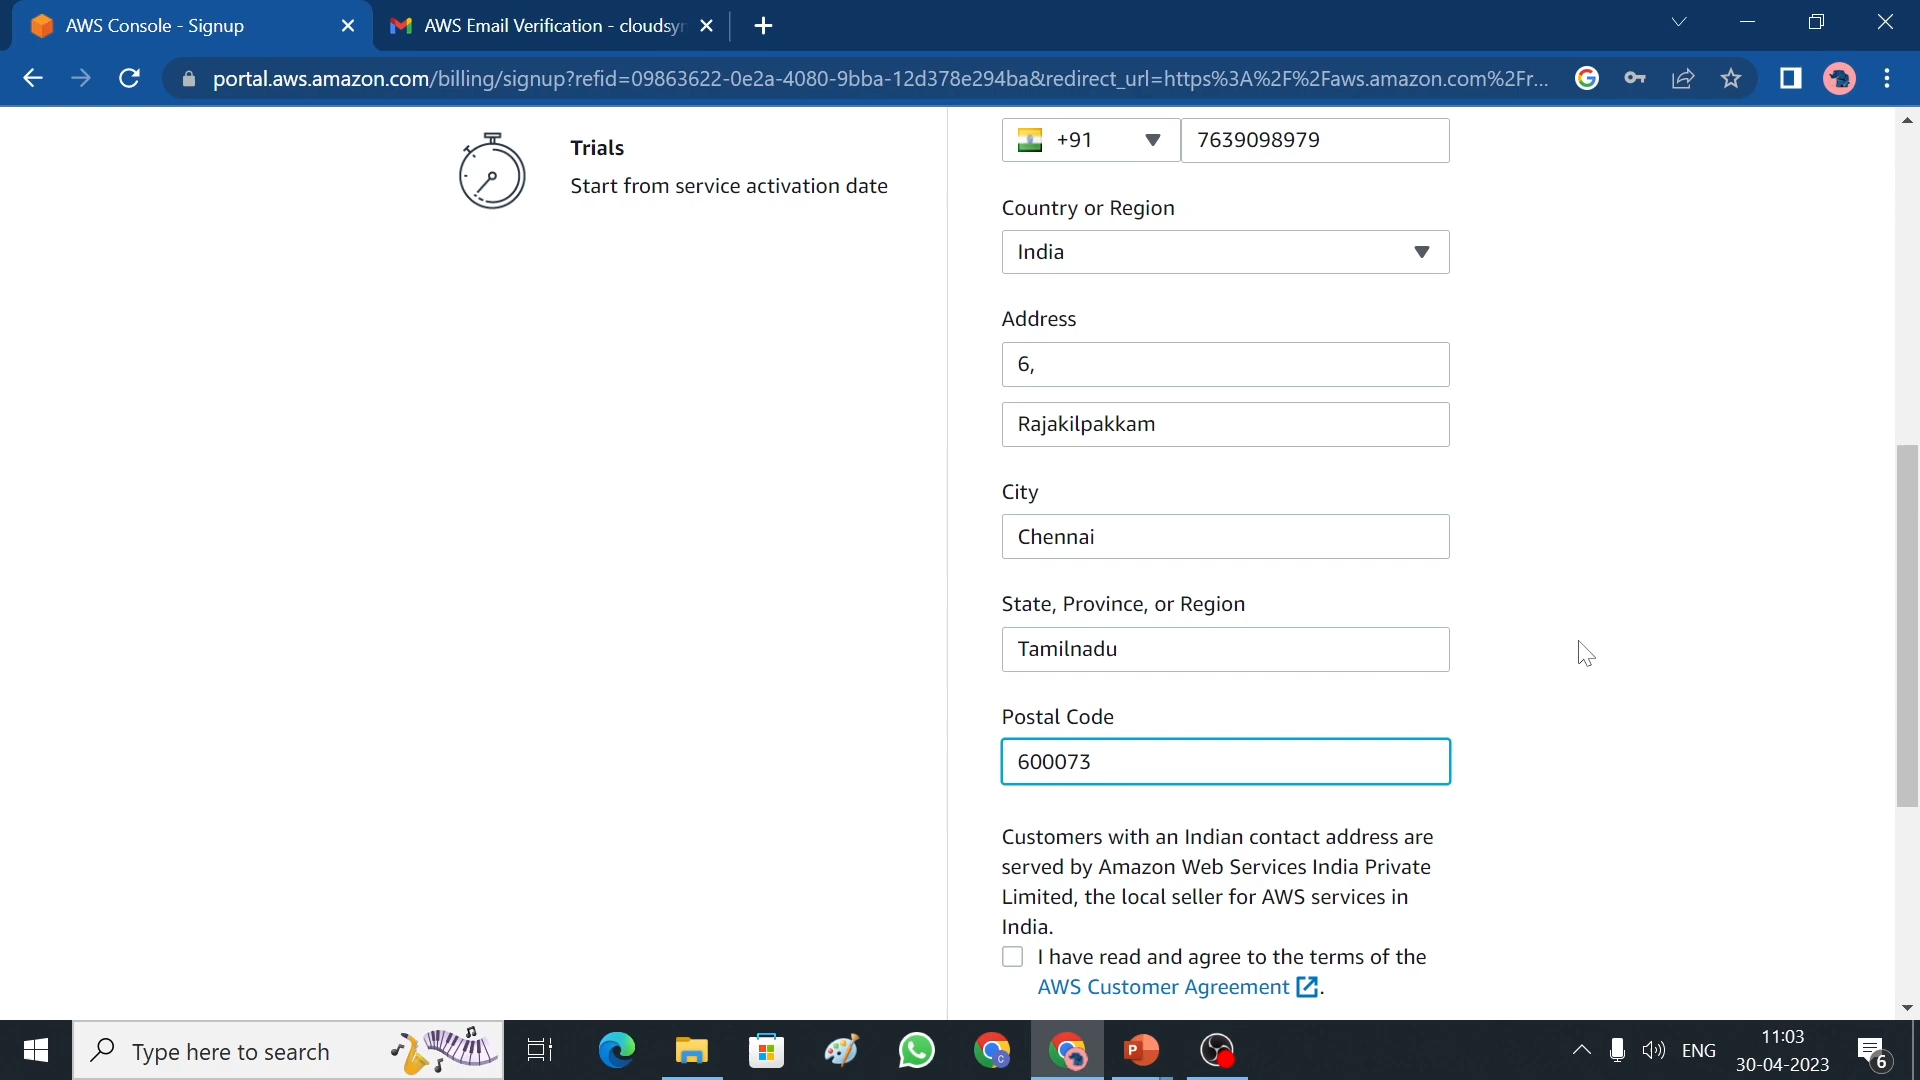 AWS Console - Signup
AWS Email Verification - cloudsy
portal.aws.amazon.com/billing/signup?refid=09863622-0e2a-4080-9bba-12d378e294ba&redirect_url=https%3A%2F%2Faws.amazon.com%2Fr...
Trials
Start from service activation date
+91
7639098979
Country or Region
India
Address
6,
Rajakilpakkam
City
Chennai
State, Province, or Region
Tamilnadu
Postal Code
600073
Customers with an Indian contact address are
served by Amazon Web Services India Private
Limited, the local seller for AWS services in
India.
I have read and agree to the terms of the
AWS Customer Agreement.
Type here to search
ENG
11:03
30-04-2023
6